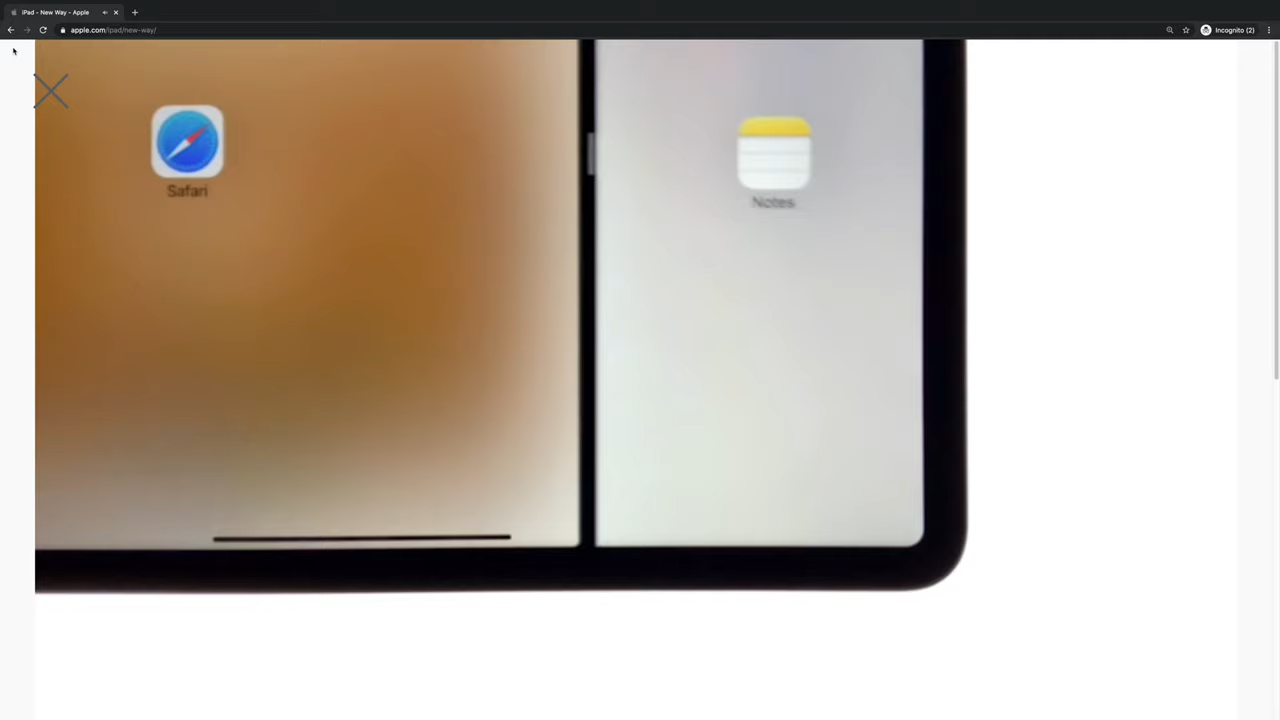 iPad - New Way - Apple
apple.com/ipad/new-way/
Incognito (2)
Safari
Notes